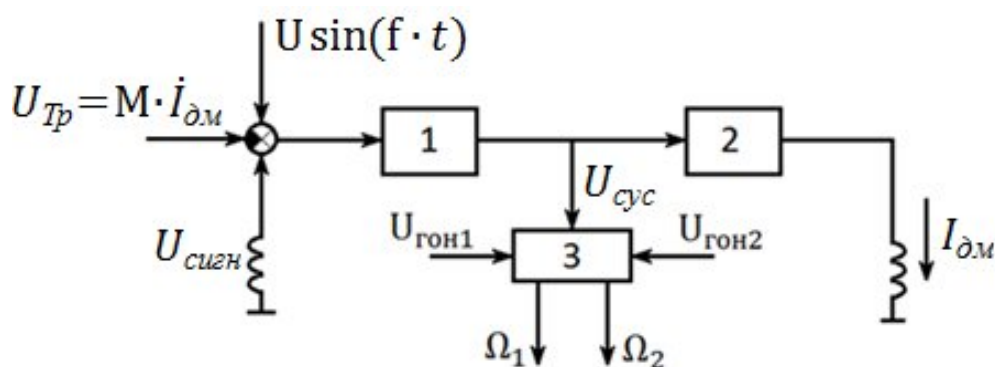 U sin(f · t)
U_Тр = M · İ_дм
1
2
U_сус
U_сигн
U_гон1
U_гон2
3
I_дм
Ω_1
Ω_2